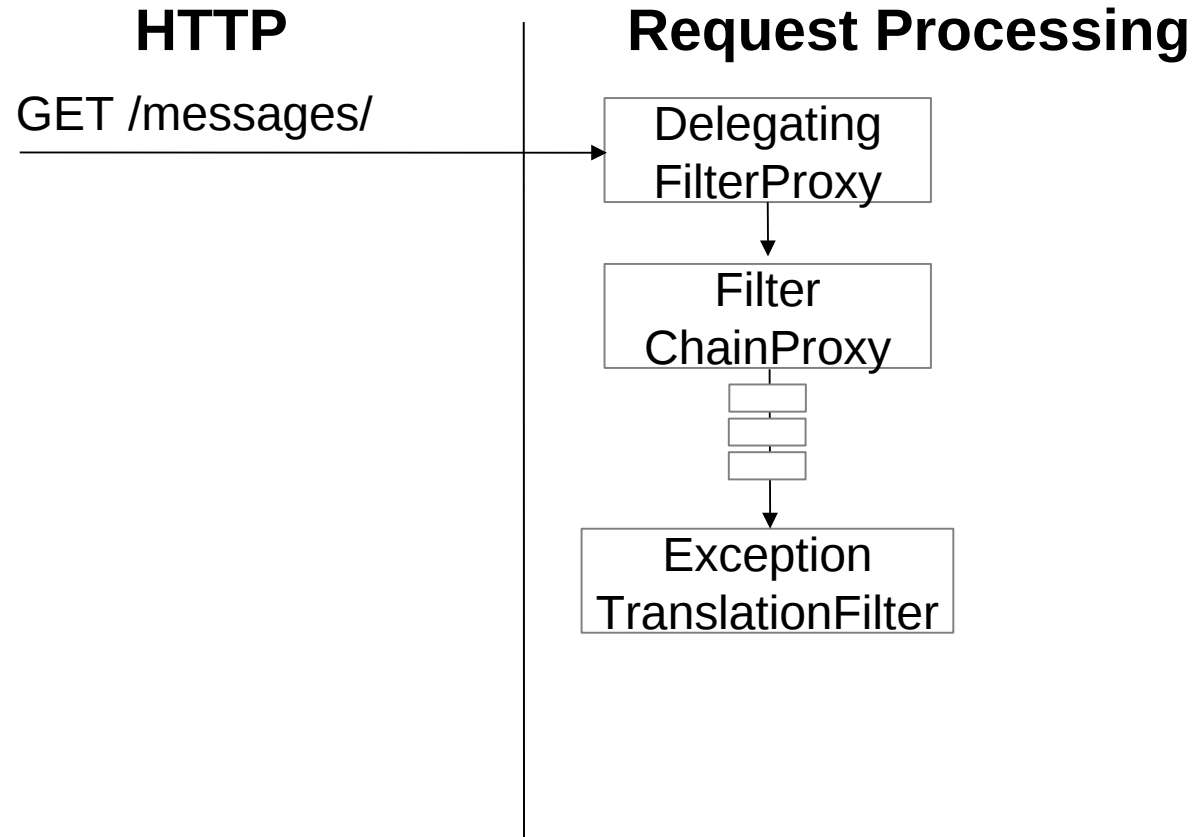 HTTP
Request Processing
GET /messages/
Delegating
FilterProxy
Filter
ChainProxy
Exception
TranslationFilter